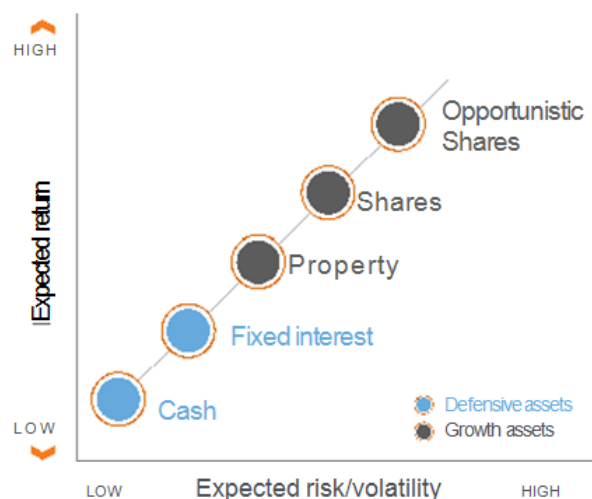 HIGH
Opportunistic
Shares
Shares
Property
Expected return
Fixed interest
Cash
Defensive assets
Growth assets
LOW
LOW
Expected risk/volatility
HIGH